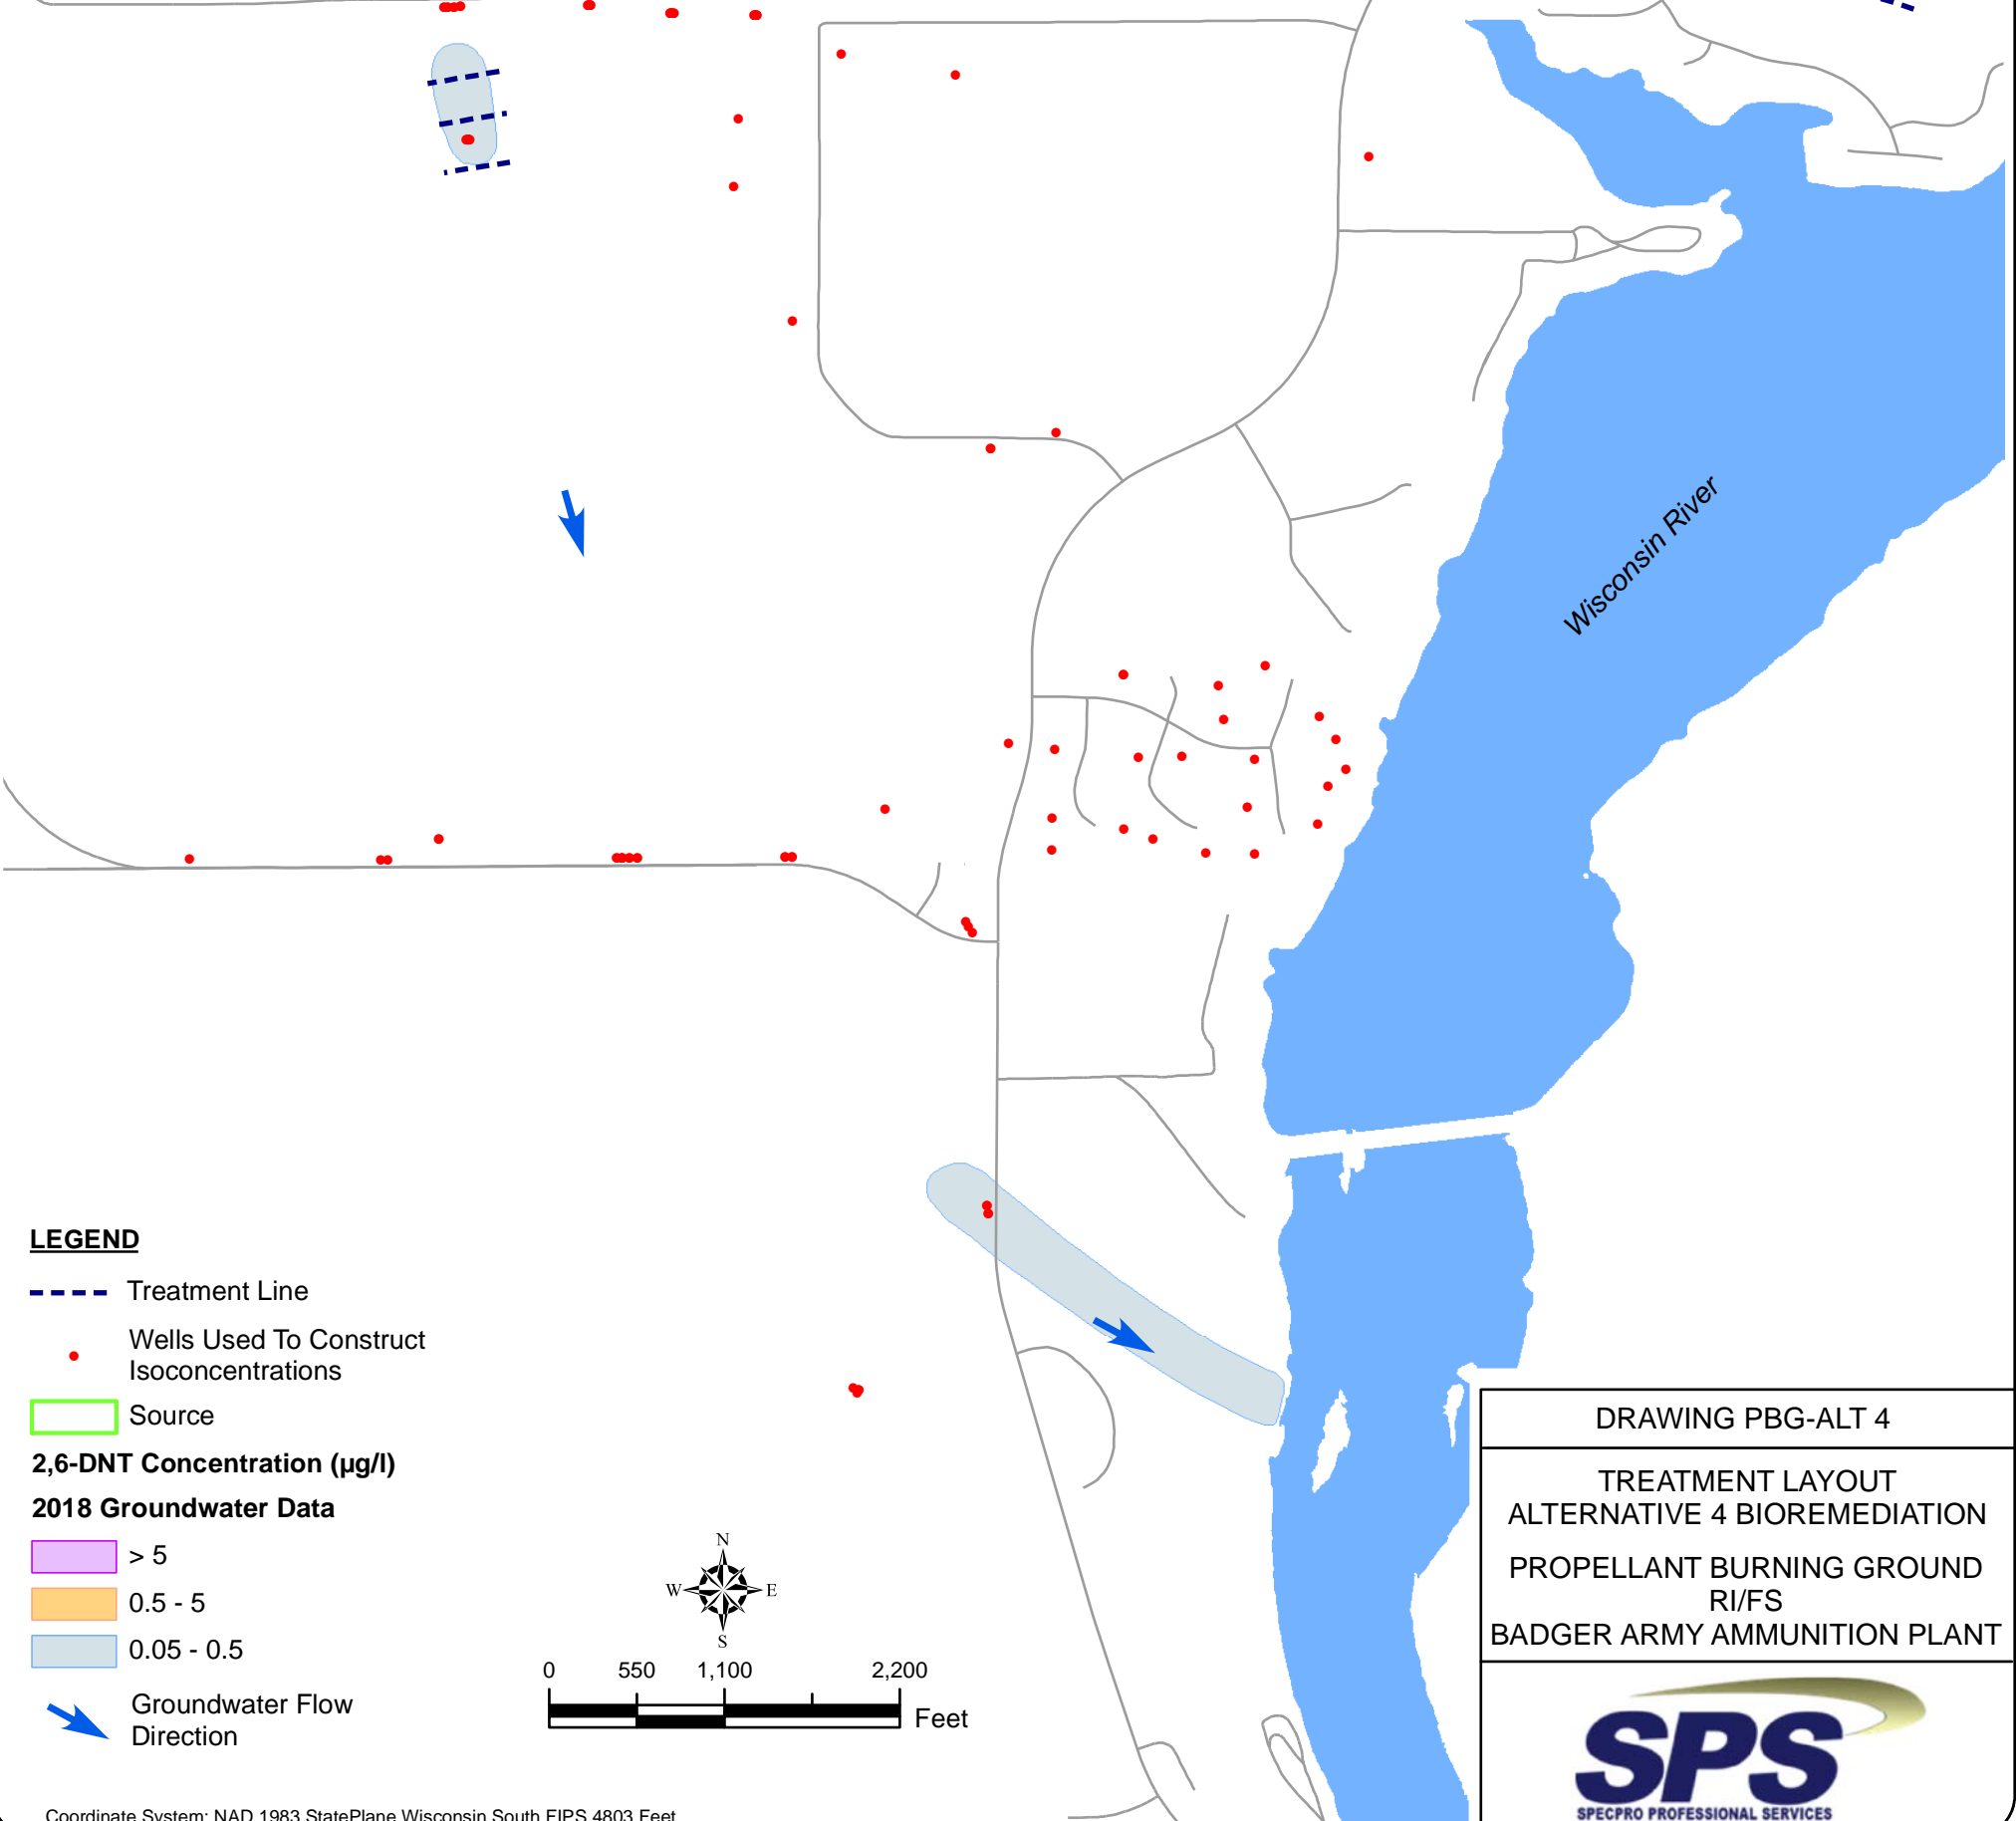 Wisconsin River
LEGEND
Treatment Line
Wells Used To Construct
Isoconcentrations
Source
2,6-DNT Concentration (µg/l)
2018 Groundwater Data
> 5
0.5 - 5
0.05 - 0.5
Groundwater Flow
Direction
N
W E
S
0 550 1,100 2,200
Feet
DRAWING PBG-ALT 4
TREATMENT LAYOUT
ALTERNATIVE 4 BIOREMEDIATION
PROPELLANT BURNING GROUND
RI/FS
BADGER ARMY AMMUNITION PLANT
SPS
SPECPRO PROFESSIONAL SERVICES
Coordinate System: NAD 1983 StatePlane Wisconsin South FIPS 4803 Feet